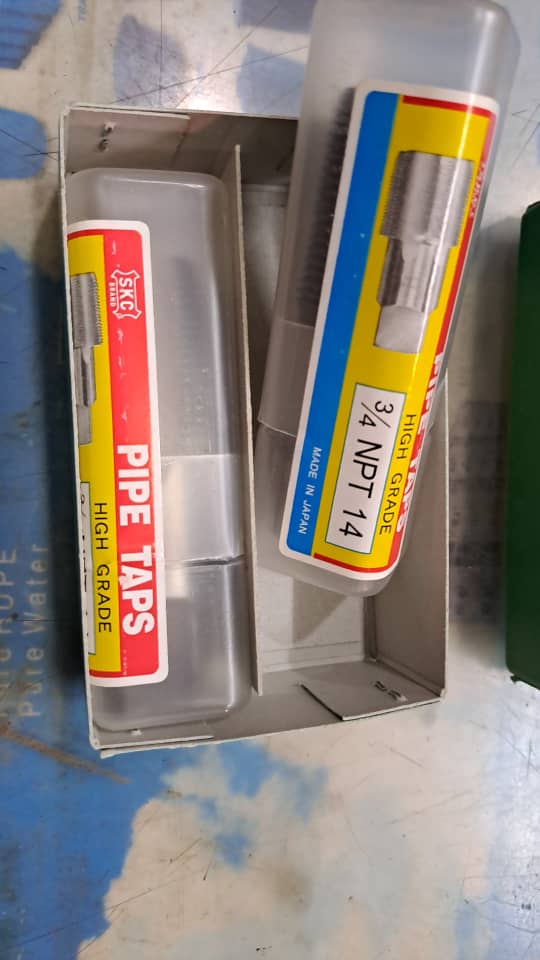 SKC
BRAND
PIPE TAPS
HIGH GRADE
PIPE TAPS
HIGH GRADE
3/4 NPT 14
MADE IN JAPAN
Pure Water